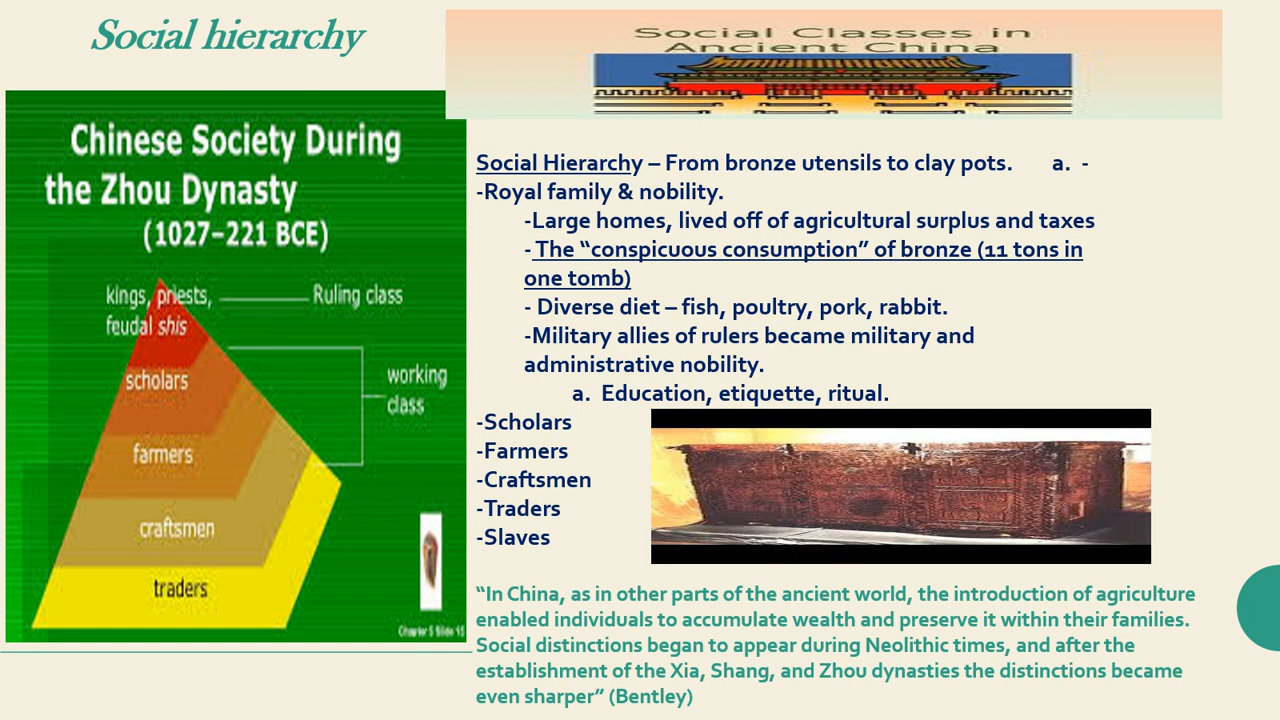 Social hierarchy
Social Classes in
Ancient China
Chinese Society During
the Zhou Dynasty
(1027–221 BCE)
kings, priests,
feudal shis
Ruling class
scholars
working
class
farmers
craftsmen
traders
Chapter 5 Slide 15
Social Hierarchy – From bronze utensils to clay pots. a. -
-Royal family & nobility.
-Large homes, lived off of agricultural surplus and taxes
- The “conspicuous consumption” of bronze (11 tons in
one tomb)
- Diverse diet – fish, poultry, pork, rabbit.
-Military allies of rulers became military and
administrative nobility.
a. Education, etiquette, ritual.
-Scholars
-Farmers
-Craftsmen
-Traders
-Slaves
“In China, as in other parts of the ancient world, the introduction of agriculture
enabled individuals to accumulate wealth and preserve it within their families.
Social distinctions began to appear during Neolithic times, and after the
establishment of the Xia, Shang, and Zhou dynasties the distinctions became
even sharper” (Bentley)